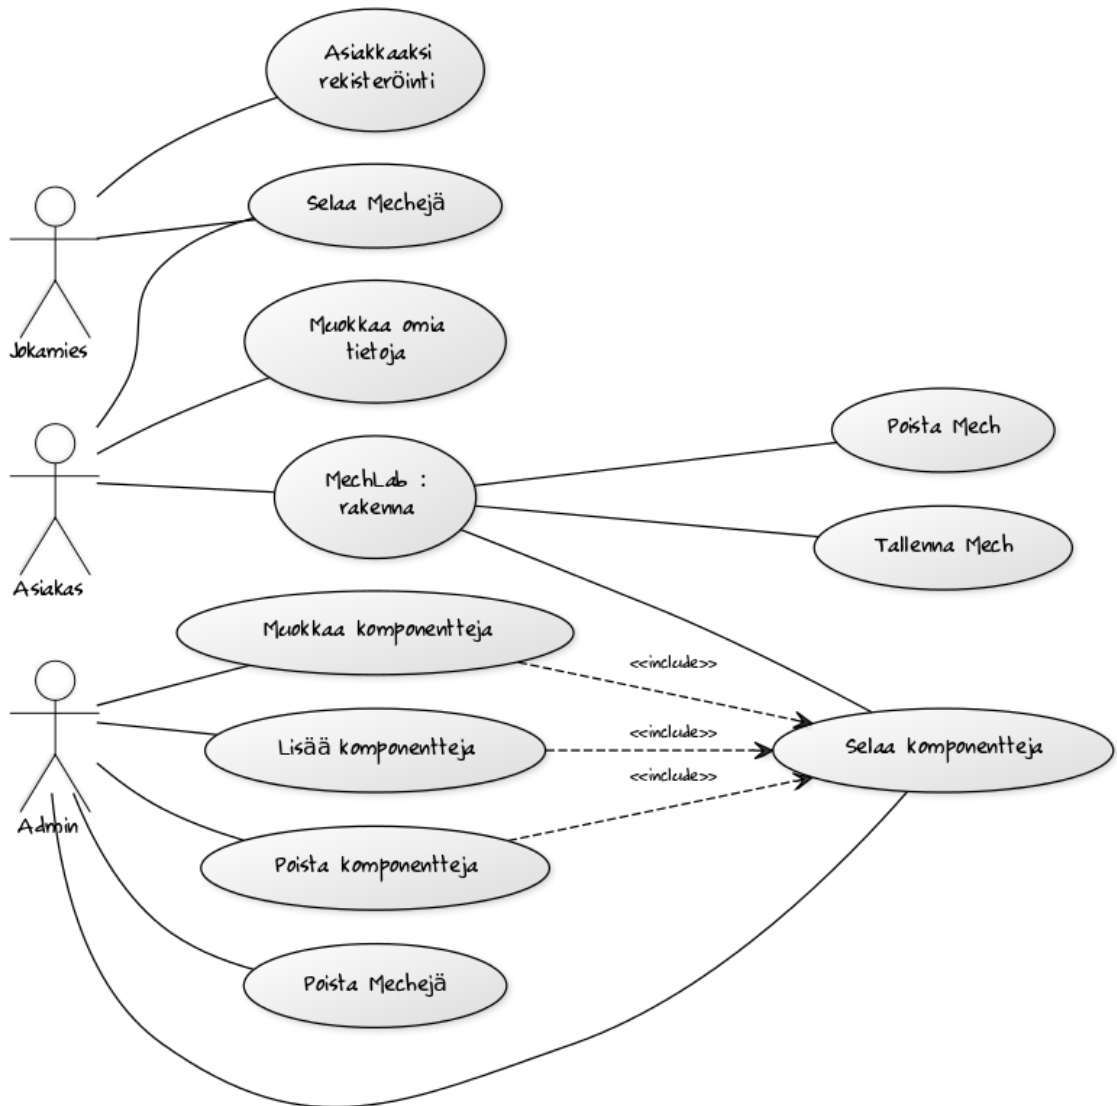 Asiakkaaksi
rekisteröinti
Selaa Mechejä
Jokamies
Muokkaa omia
tietoja
Poista Mech
MechLab :
rakenna
Tallenna Mech
Asiakas
Muokkaa komponentteja
<<include>>
<<include>>
Lisää komponentteja
Selaa komponentteja
<<include>>
Admin
Poista komponentteja
Poista Mechejä